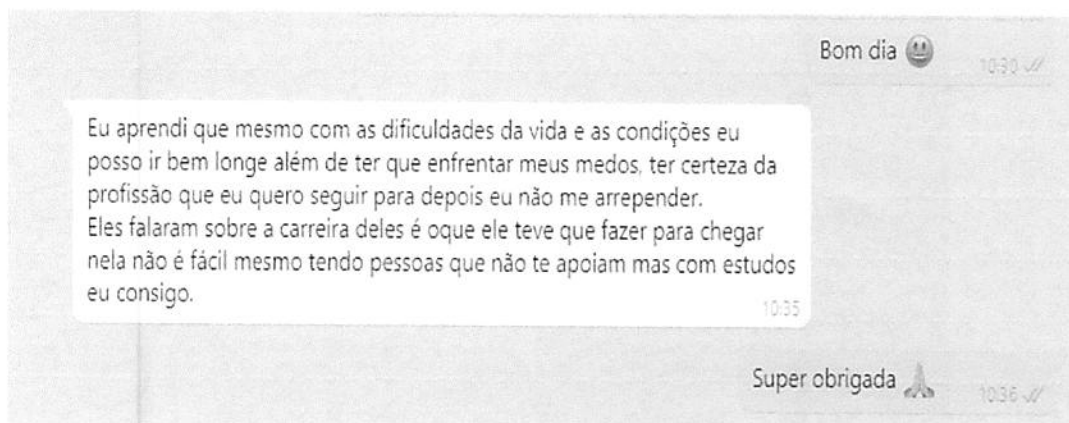 Bom dia 😃
10:30
Eu aprendi que mesmo com as dificuldades da vida e as condições eu
posso ir bem longe além de ter que enfrentar meus medos, ter certeza da
profissão que eu quero seguir para depois eu não me arrepender.
Eles falaram sobre a carreira deles é oque ele teve que fazer para chegar
nela não é fácil mesmo tendo pessoas que não te apoiam mas com estudos
eu consigo.
10:35
Super obrigada 🙏
10:36